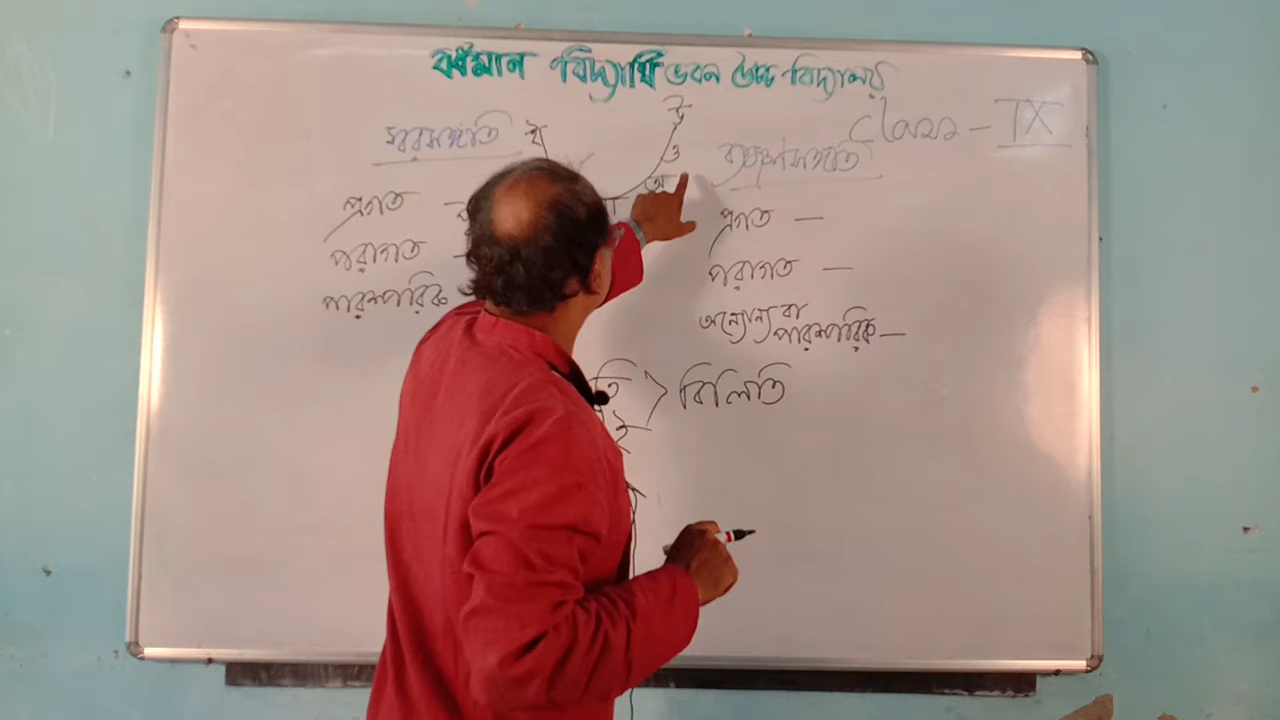 বর্ধমান বিদ্যার্থি ভবন উচ্চ বিদ্যালয়
Class - IX
স্বরসঙ্গতি
ই
উ
ও
অ
ব্যঞ্জনসঙ্গতি
প্রগত -
পরাগত -
পারস্পরিক
প্রগত -
পরাগত -
অন্যোন্য বা
পারস্পরিক -
তি > বিলিতি
ই